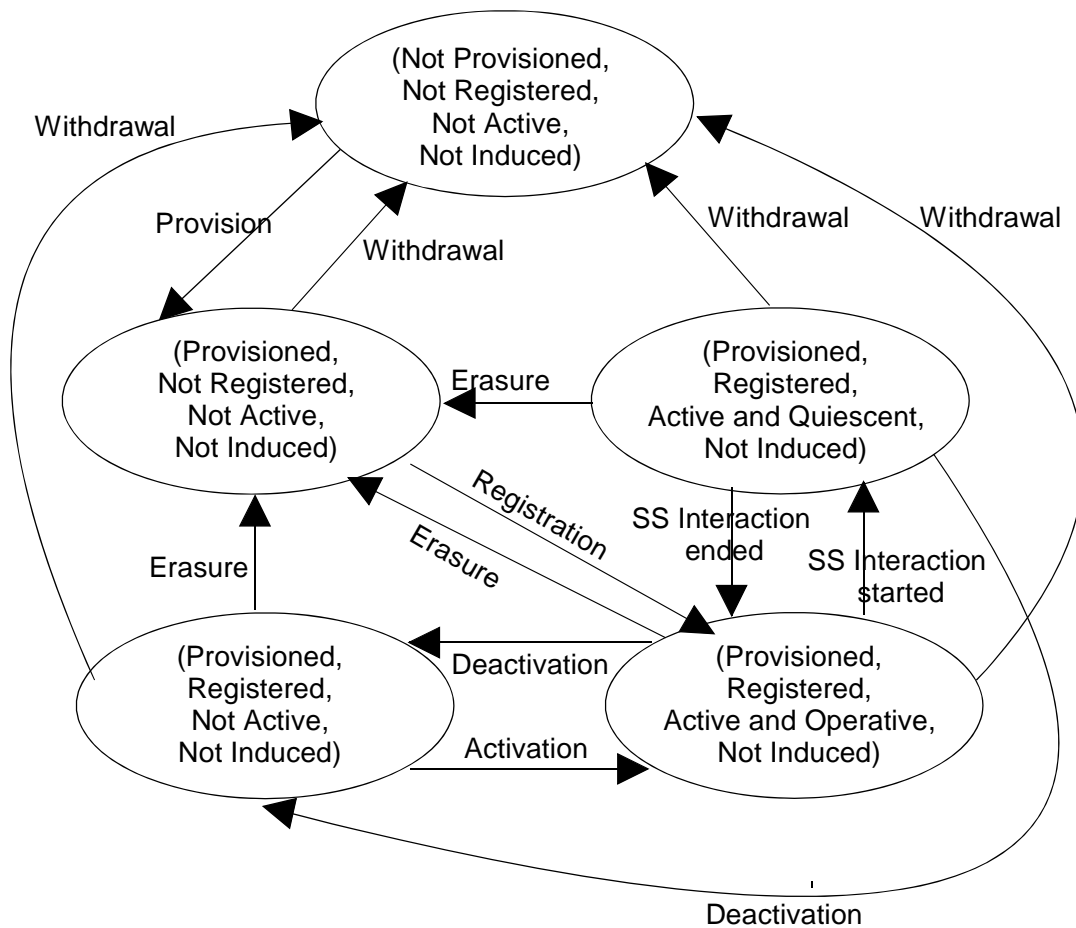 (Not Provisioned,
Not Registered,
Not Active,
Not Induced)
Withdrawal
Provision
Withdrawal
Withdrawal
Withdrawal
(Provisioned,
Not Registered,
Not Active,
Not Induced)
Erasure
(Provisioned,
Registered,
Active and Quiescent,
Not Induced)
Registration
Erasure
SS Interaction
ended
SS Interaction
started
Erasure
(Provisioned,
Registered,
Not Active,
Not Induced)
Deactivation
Activation
(Provisioned,
Registered,
Active and Operative,
Not Induced)
Deactivation